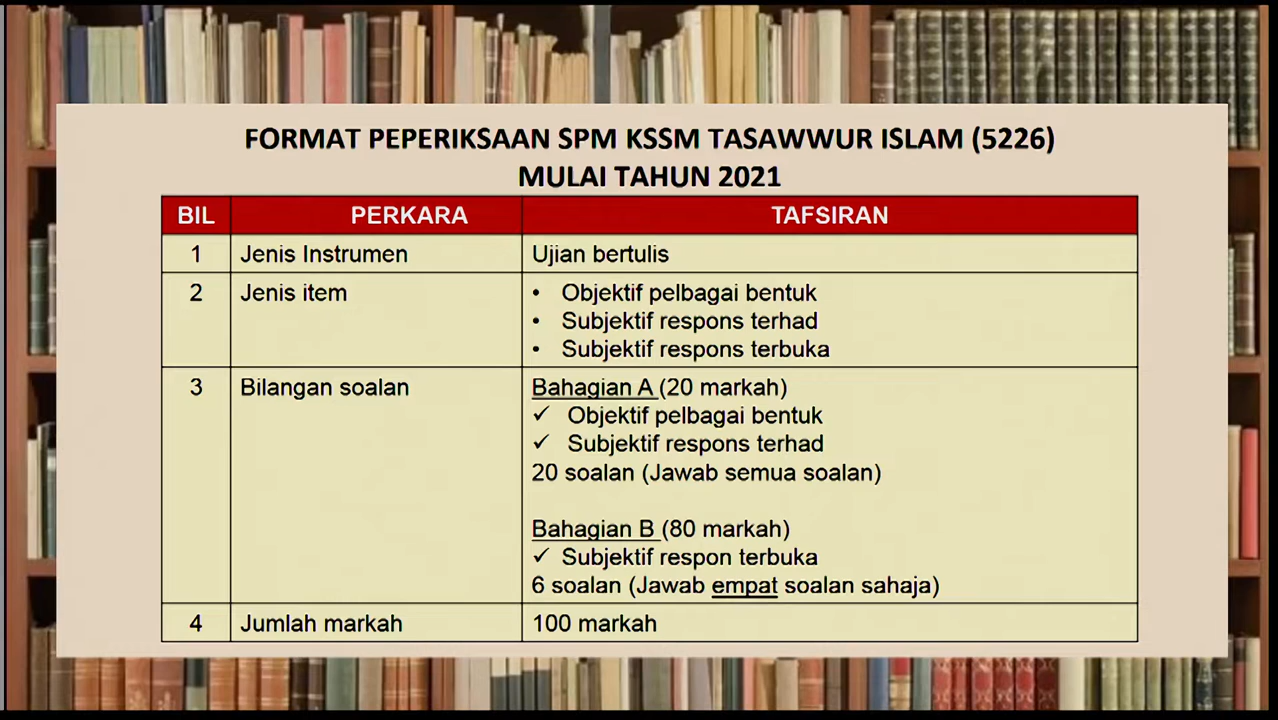 FORMAT PEPERIKSAAN SPM KSSM TASAWWUR ISLAM (5226)
MULAI TAHUN 2021
BIL PERKARA TAFSIRAN
1 Jenis Instrumen Ujian bertulis
2 Jenis item • Objektif pelbagai bentuk
• Subjektif respons terhad
• Subjektif respons terbuka
3 Bilangan soalan Bahagian A (20 markah)
✓ Objektif pelbagai bentuk
✓ Subjektif respons terhad
20 soalan (Jawab semua soalan)
Bahagian B (80 markah)
✓ Subjektif respon terbuka
6 soalan (Jawab empat soalan sahaja)
4 Jumlah markah 100 markah